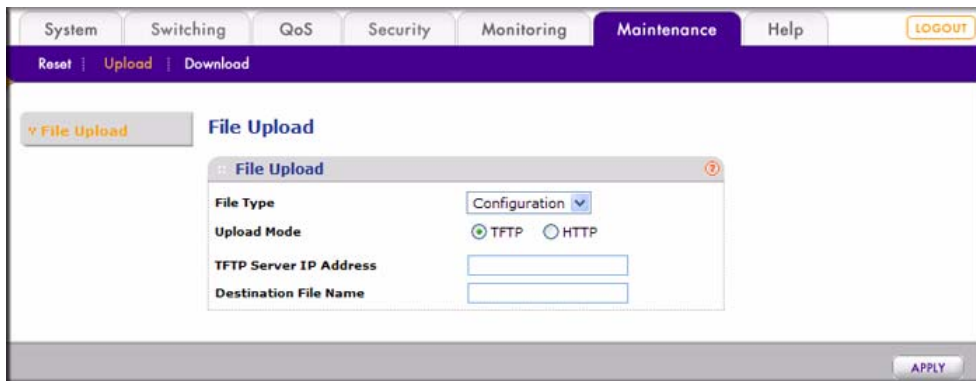 System Switching QoS Security Monitoring Maintenance Help LOGOUT
Reset Upload Download
File Upload
File Upload
File Upload
File Type Configuration
Upload Mode TFTP HTTP
TFTP Server IP Address
Destination File Name
APPLY